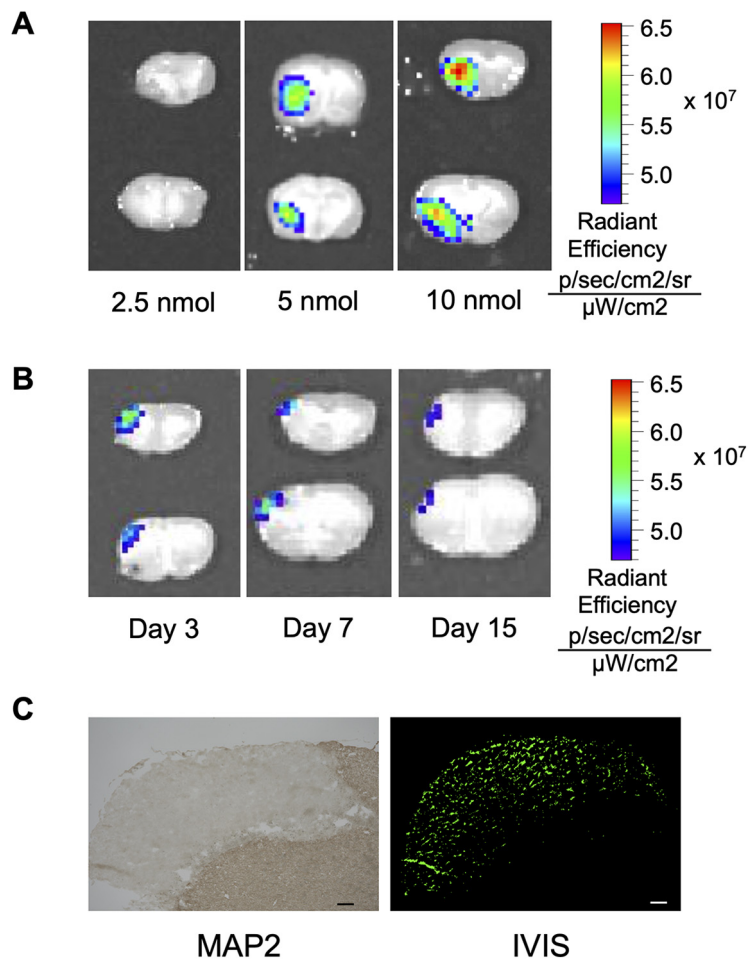 A
6.5
6.0
x 10⁷
5.5
5.0
Radiant
Efficiency
p/sec/cm2/sr
µW/cm2
2.5 nmol
5 nmol
10 nmol
B
6.5
6.0
x 10⁷
5.5
5.0
Radiant
Efficiency
p/sec/cm2/sr
µW/cm2
Day 3
Day 7
Day 15
C
MAP2
IVIS